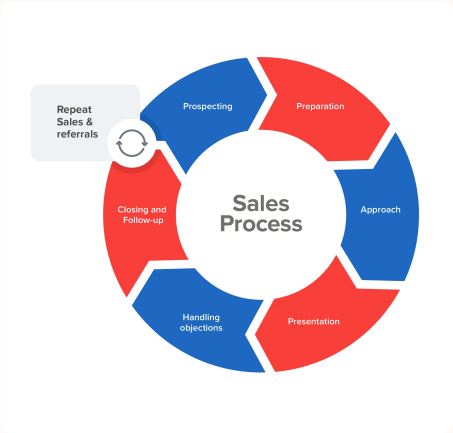 Repeat
Sales &
referrals
Prospecting
Preparation
Approach
Presentation
Handling
objections
Closing and
Follow-up
Sales
Process